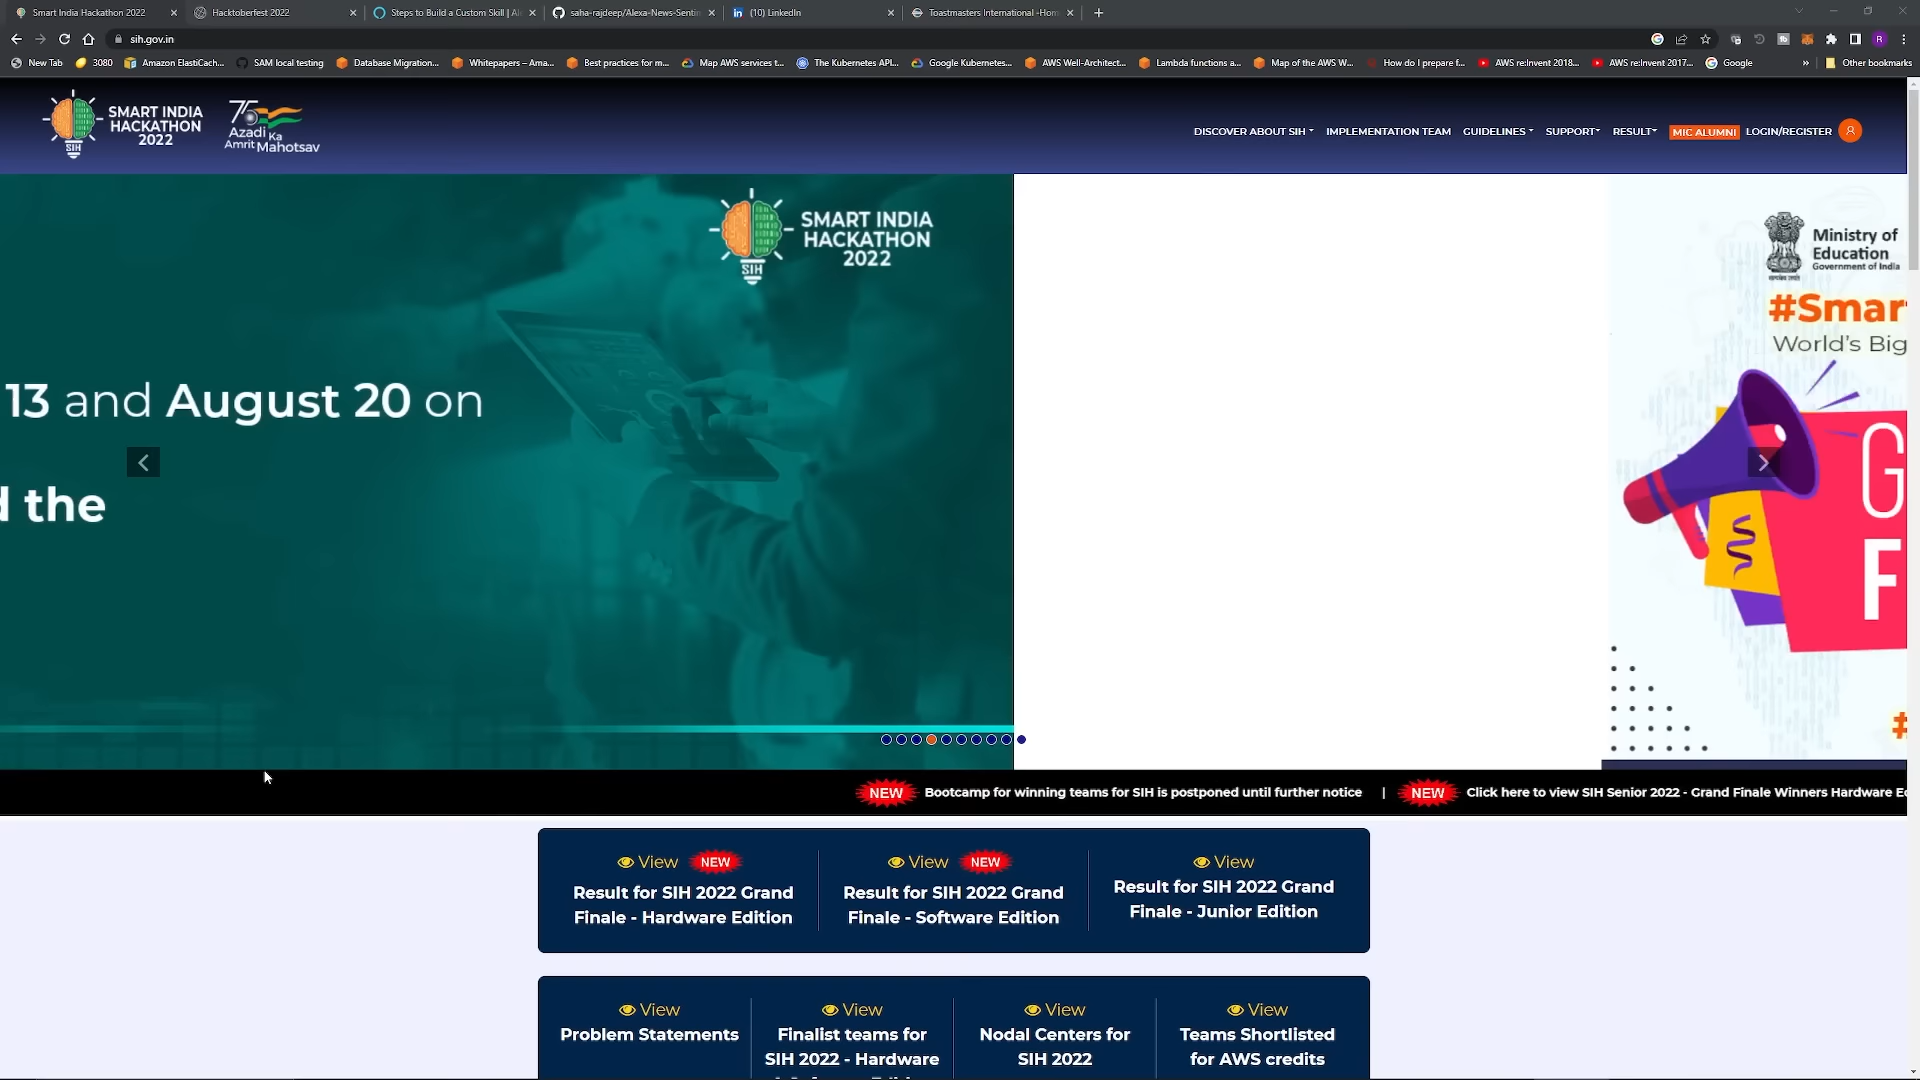 Smart India Hackathon 2022
Hacktoberfest 2022
Steps to Build a Custom Skill | Al
saha-rajdeep/Alexa-News-Senti
in (10) LinkedIn
Toastmasters International -Hom
sih.gov.in
R
New Tab
3080
Amazon ElastiCach...
SAM local testing
Database Migration...
Whitepapers – Ama...
Best practices for m...
Map AWS services t...
The Kubernetes API...
Google Kubernetes...
AWS Well-Architect...
Lambda functions a...
Map of the AWS W...
How do I prepare f...
AWS re:Invent 2018...
AWS re:Invent 2017...
Google
»
Other bookmarks
SMART INDIA
HACKATHON
2022
SIH
75
Azadi Ka
Amrit Mahotsav
DISCOVER ABOUT SIH
IMPLEMENTATION TEAM
GUIDELINES
SUPPORT
RESULT
MIC ALUMNI
LOGIN/REGISTER
SMART INDIA
HACKATHON
2022
SIH
13 and August 20 on
d the
Ministry of
Education
Government of India
#Smar
World's Big
G
F
#
NEW Bootcamp for winning teams for SIH is postponed until further notice | NEW Click here to view SIH Senior 2022 - Grand Finale Winners Hardware Ed
View NEW
Result for SIH 2022 Grand
Finale - Hardware Edition
View NEW
Result for SIH 2022 Grand
Finale - Software Edition
View
Result for SIH 2022 Grand
Finale - Junior Edition
View
Problem Statements
View
Finalist teams for
SIH 2022 - Hardware
View
Nodal Centers for
SIH 2022
View
Teams Shortlisted
for AWS credits